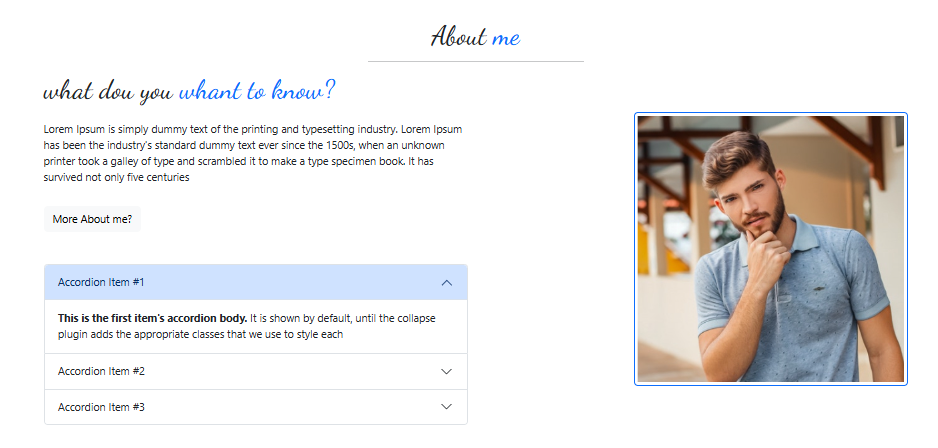 About me
what dou you whant to know?
Lorem Ipsum is simply dummy text of the printing and typesetting industry. Lorem Ipsum
has been the industry's standard dummy text ever since the 1500s, when an unknown
printer took a galley of type and scrambled it to make a type specimen book. It has
survived not only five centuries
More About me?
Accordion Item #1
This is the first item's accordion body. It is shown by default, until the collapse
plugin adds the appropriate classes that we use to style each
Accordion Item #2
Accordion Item #3